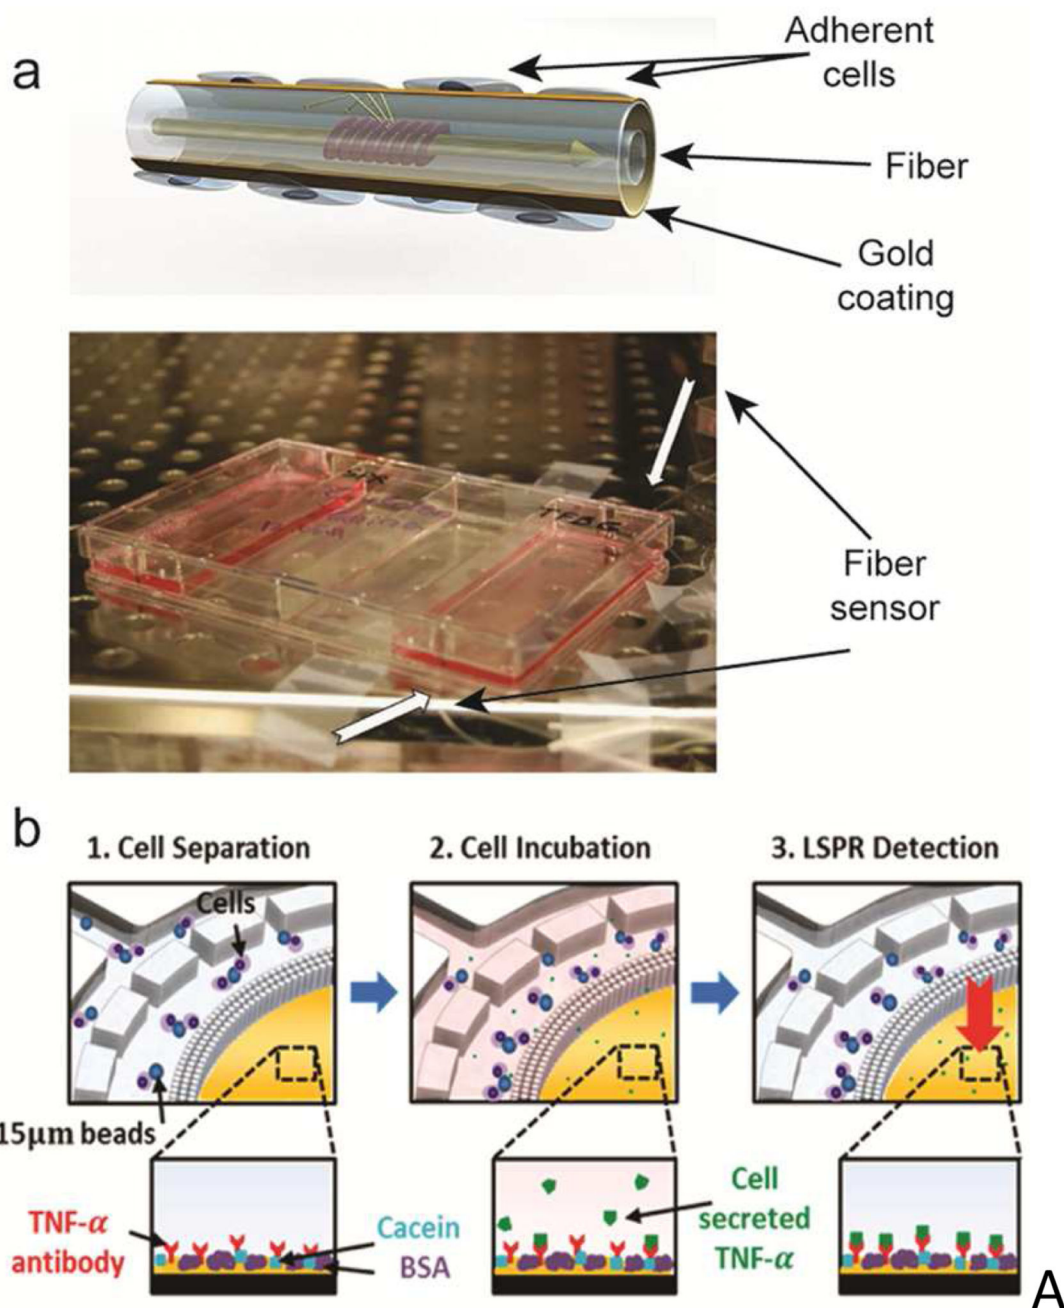 a
Adherent
cells
Fiber
Gold
coating
TFBG
Fiber
sensor
b
1. Cell Separation
2. Cell Incubation
3. LSPR Detection
Cells
15μm beads
TNF-α
antibody
Cacein
BSA
Cell
secreted
TNF-α
A